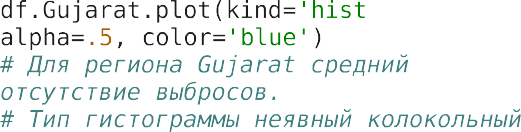 df.Gujarat.plot(kind='hist
alpha=.5, color='blue')
# Для региона Gujarat средний
отсутствие выбросов.
# Тип гистограммы неявный колокольный